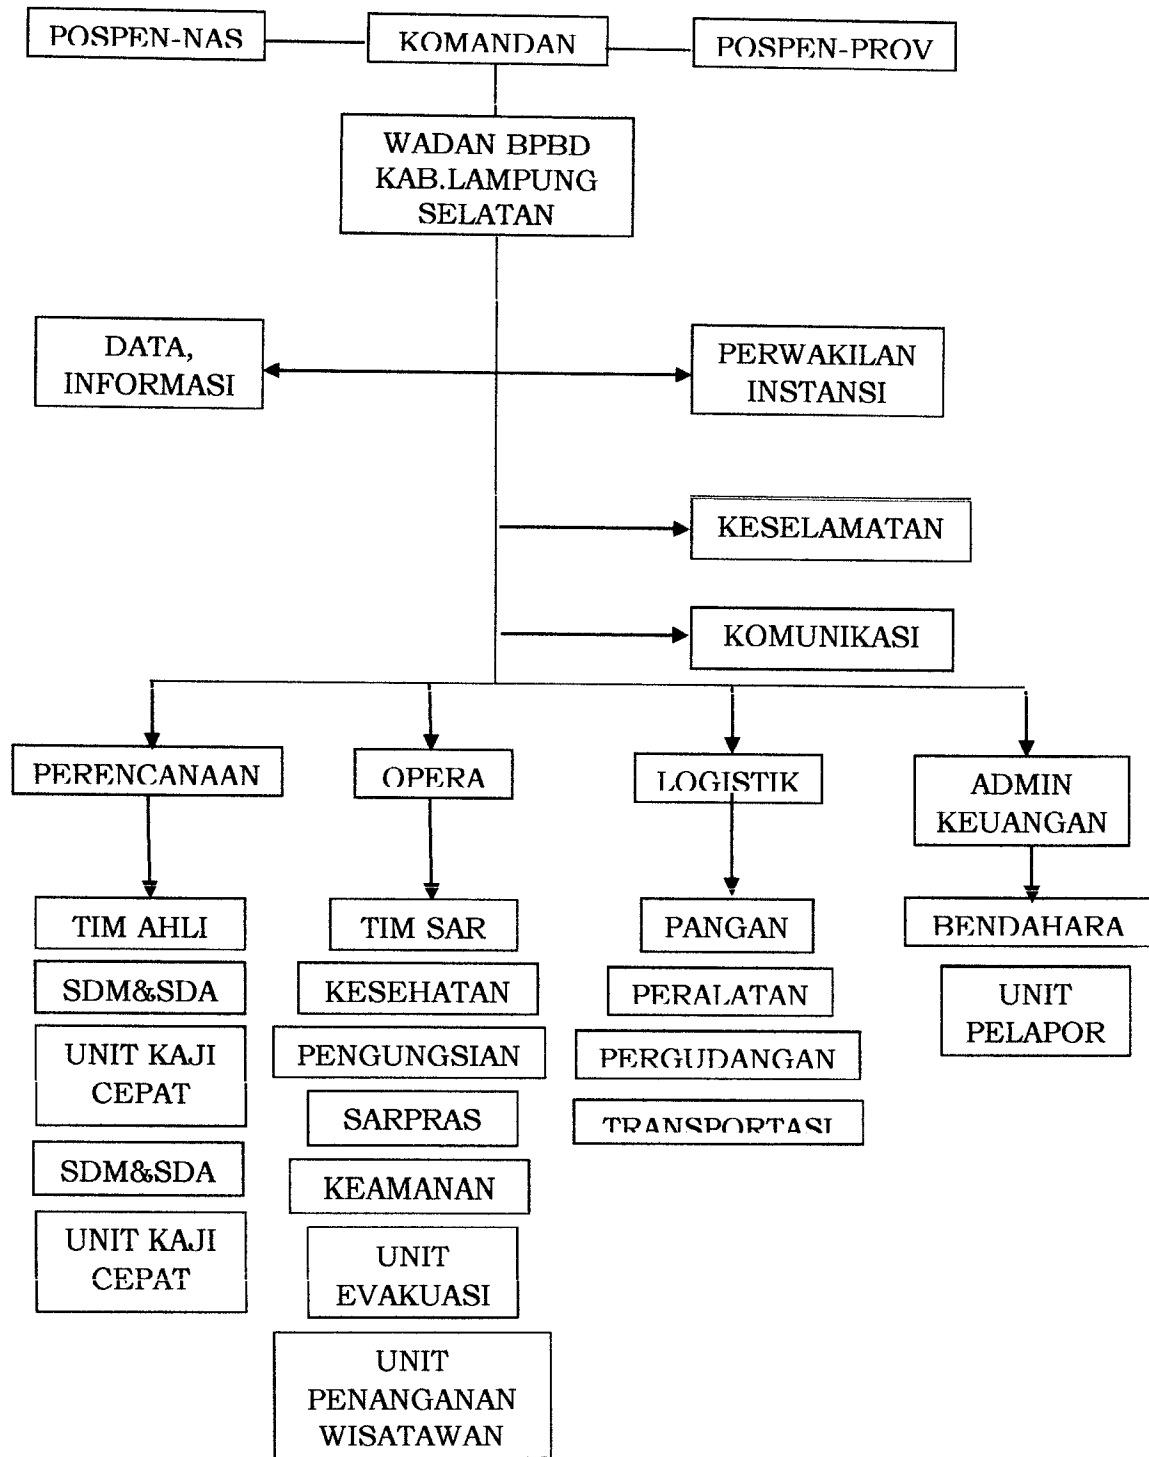 POSPEN-NAS
KOMANDAN
POSPEN-PROV
WADAN BPBD
KAB.LAMPUNG
SELATAN
DATA,
INFORMASI
PERWAKILAN
INSTANSI
KESELAMATAN
KOMUNIKASI
PERENCANAAN
OPERA
LOGISTIK
ADMIN
KEUANGAN
TIM AHLI
SDM&SDA
UNIT KAJI
CEPAT
SDM&SDA
UNIT KAJI
CEPAT
TIM SAR
KESEHATAN
PENGUNGSIAN
SARPRAS
KEAMANAN
UNIT
EVAKUASI
UNIT
PENANGANAN
WISATAWAN
PANGAN
PERALATAN
PERGUDANGAN
TRANSPORTASI
BENDAHARA
UNIT
PELAPOR